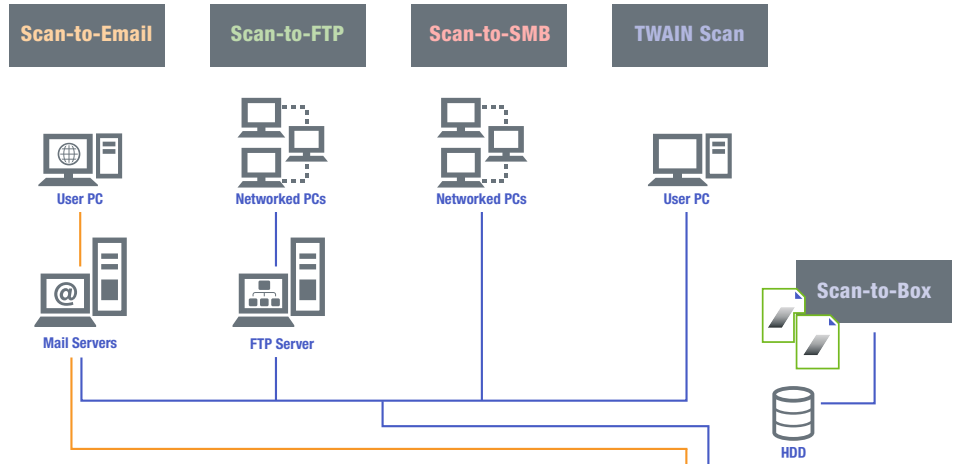 Scan-to-Email
Scan-to-FTP
Scan-to-SMB
TWAIN Scan
User PC
Networked PCs
Networked PCs
User PC
@
Mail Servers
FTP Server
Scan-to-Box
HDD